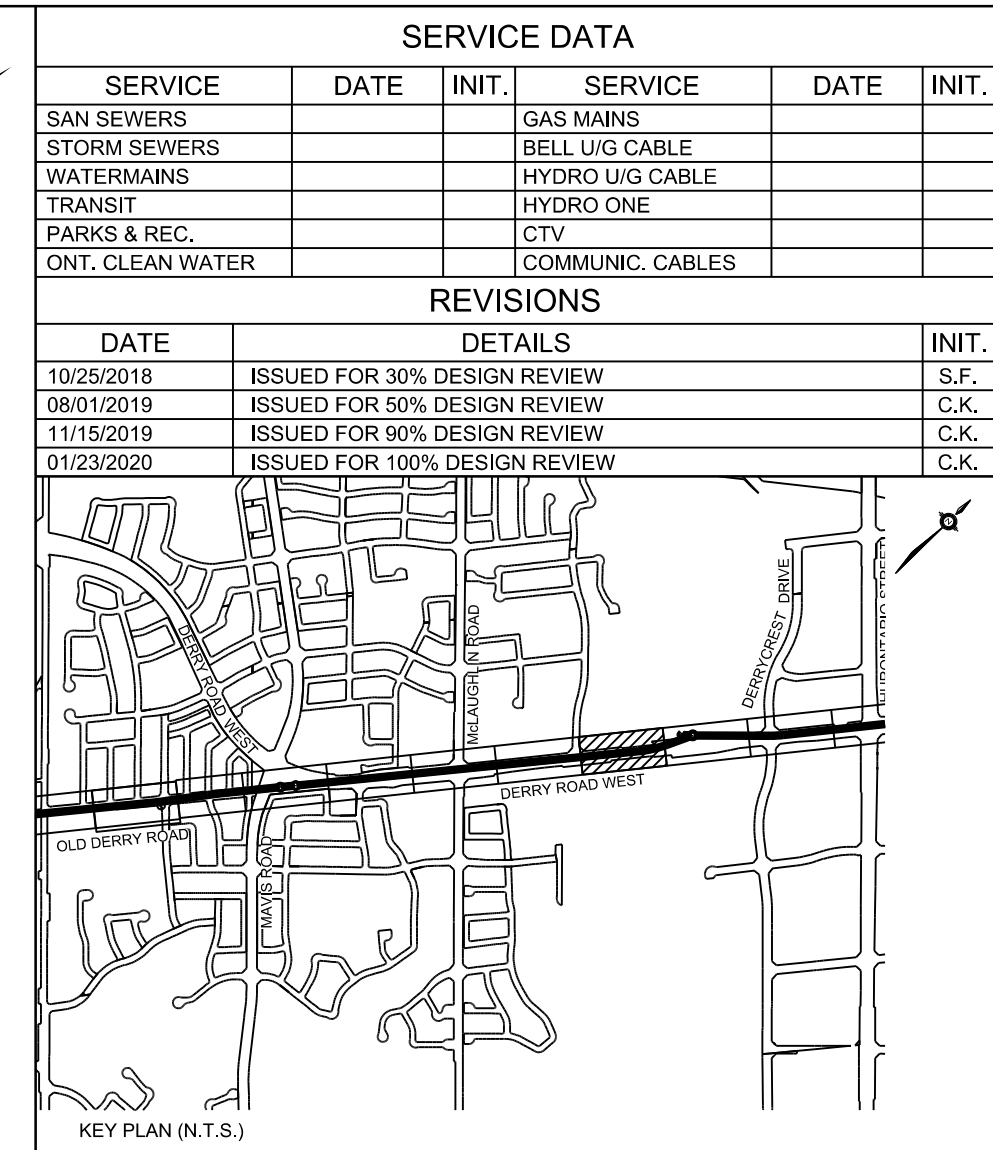 SERVICE DATA
SERVICE DATE INIT. SERVICE DATE INIT.
SAN SEWERS GAS MAINS
STORM SEWERS BELL U/G CABLE
WATERMAINS HYDRO U/G CABLE
TRANSIT HYDRO ONE
PARKS & REC. CTV
ONT. CLEAN WATER COMMUNIC. CABLES
REVISIONS
DATE DETAILS INIT.
10/25/2018 ISSUED FOR 30% DESIGN REVIEW S.F.
08/01/2019 ISSUED FOR 50% DESIGN REVIEW C.K.
11/15/2019 ISSUED FOR 90% DESIGN REVIEW C.K.
01/23/2020 ISSUED FOR 100% DESIGN REVIEW C.K.
N
DERRY ROAD WEST
McLAUGHLIN ROAD
DERRYCREST DRIVE
HURONTARIO STREET
DERRY ROAD WEST
OLD DERRY ROAD
MAVIS ROAD
KEY PLAN (N.T.S.)